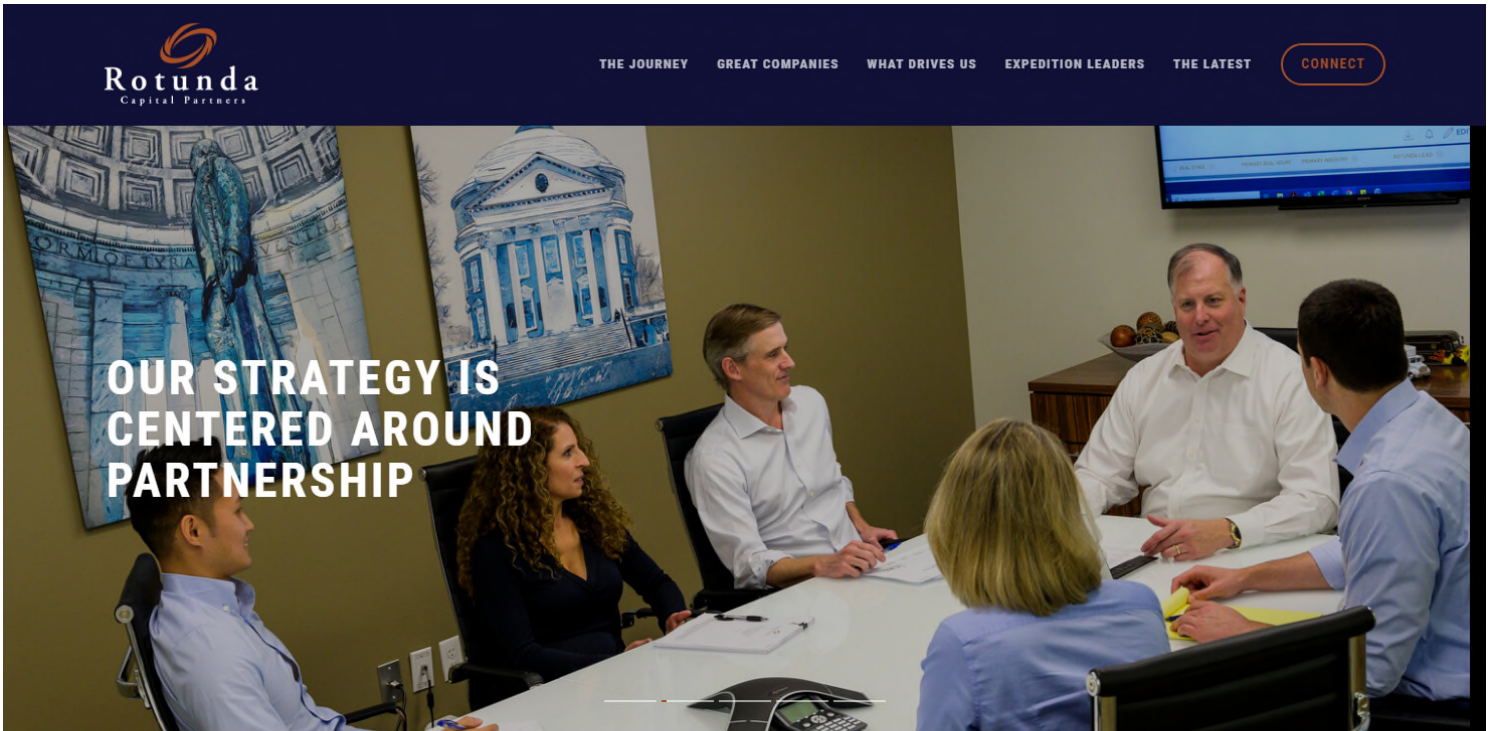 Rotunda
Capital Partners
THE JOURNEY
GREAT COMPANIES
WHAT DRIVES US
EXPEDITION LEADERS
THE LATEST
CONNECT
OUR STRATEGY IS
CENTERED AROUND
PARTNERSHIP